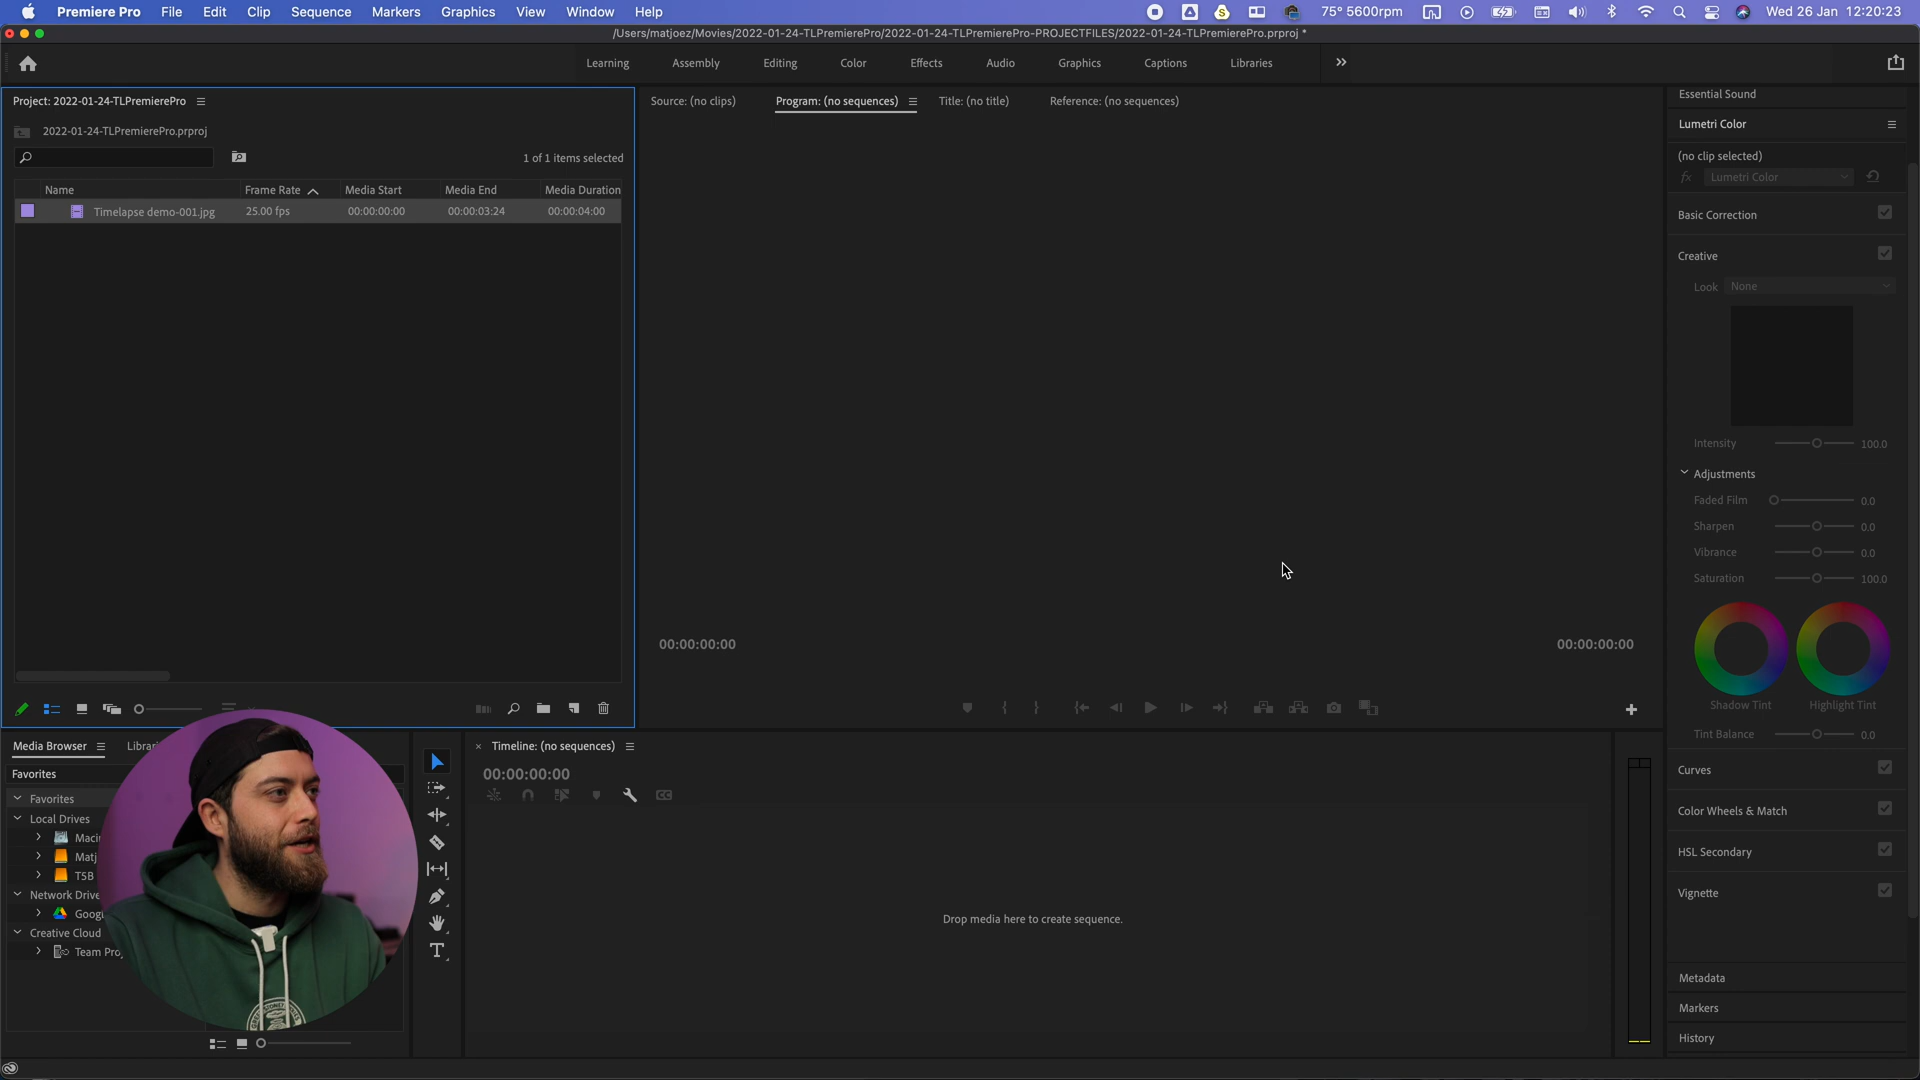 Premiere Pro File Edit Clip Sequence Markers Graphics View Window Help 75° 5600rpm Wed 26 Jan 12:20:23
/Users/matjoez/Movies/2022-01-24-TLPremierePro/2022-01-24-TLPremierePro-PROJECTFILES/2022-01-24-TLPremierePro.prproj *
Learning Assembly Editing Color Effects Audio Graphics Captions Libraries
Project: 2022-01-24-TLPremierePro
2022-01-24-TLPremierePro.prproj
1 of 1 items selected
Name Frame Rate Media Start Media End Media Duration
Timelapse demo-001.jpg 25.00 fps 00:00:00:00 00:00:03:24 00:00:04:00
Source: (no clips) Program: (no sequences) Title: (no title) Reference: (no sequences)
00:00:00:00 00:00:00:00
Essential Sound
Lumetri Color
(no clip selected)
fx Lumetri Color
Basic Correction
Creative
Look None
Intensity 100.0
Adjustments
Faded Film 0.0
Sharpen 0.0
Vibrance 0.0
Saturation 100.0
Shadow Tint Highlight Tint
Tint Balance 0.0
Curves
Color Wheels & Match
HSL Secondary
Vignette
Metadata
Markers
History
Media Browser Librar
Favorites
Favorites
Local Drives
Macin
Matj
TSB
Network Drive
Googl
Creative Cloud
Team Proj
Timeline: (no sequences)
00:00:00:00
CC
Drop media here to create sequence.